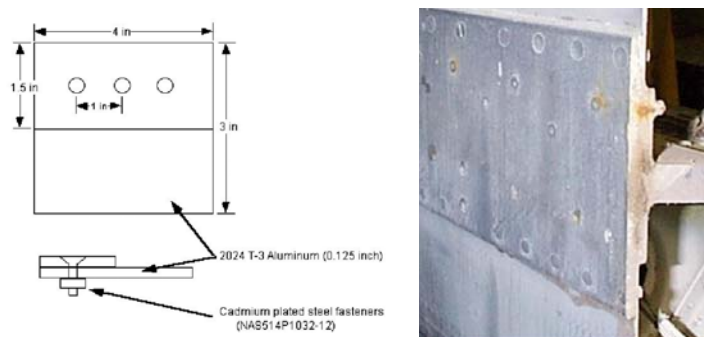 4 in
1.5 in
1 in
3 in
2024 T-3 Aluminum (0.125 inch)
Cadmium plated steel fasteners
(NAS514P1032-12)